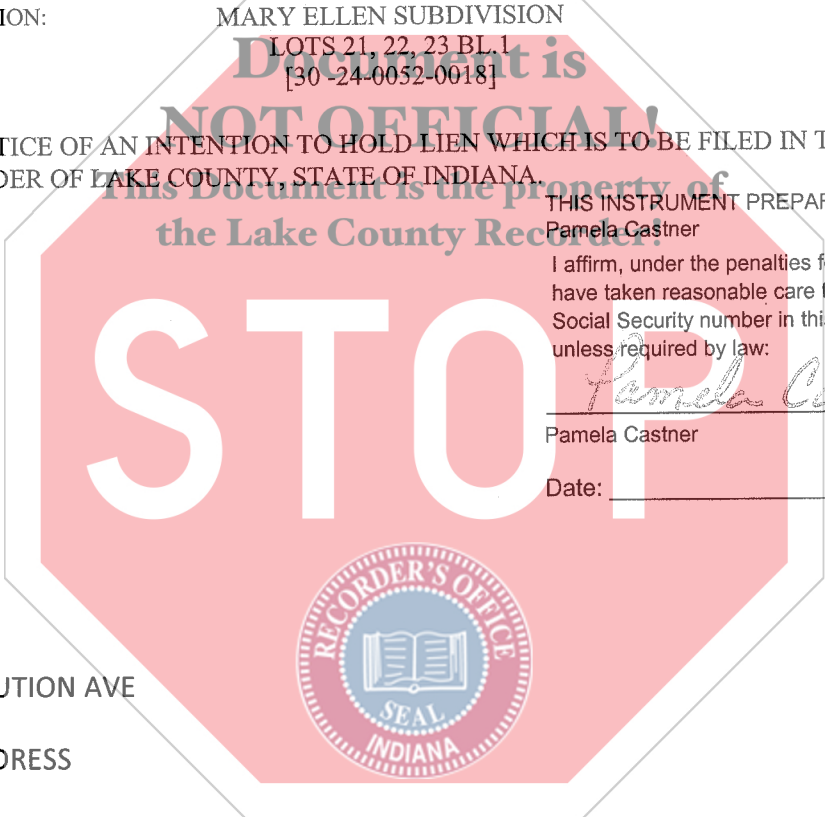 ION: MARY ELLEN SUBDIVISION
LOTS 21, 22, 23 BL.1
[30 -24-0052-0018]
Document is
NOT OFFICIAL!
This Document is the property of
the Lake County Recorder!
TICE OF AN INTENTION TO HOLD LIEN WHICH IS TO BE FILED IN T
DER OF LAKE COUNTY, STATE OF INDIANA.
THIS INSTRUMENT PREPAR
Pamela Castner
I affirm, under the penalties f
have taken reasonable care t
Social Security number in this
unless required by law:
Pamela Ca
Pamela Castner
Date:
STOP
RECORDER'S OFFICE
SEAL
INDIANA
UTION AVE
DRESS